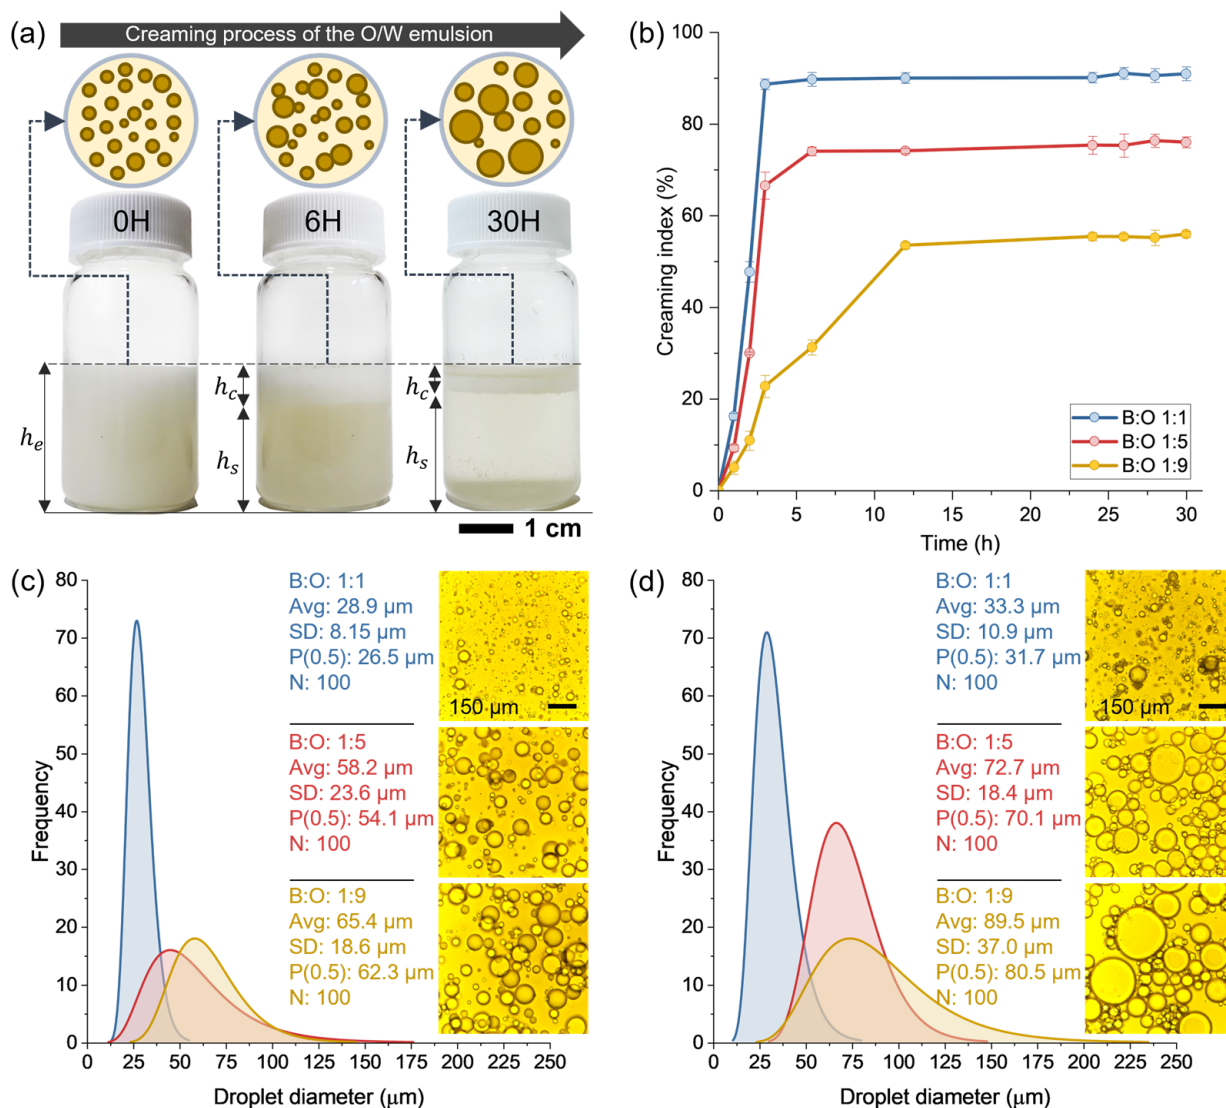 (a)
Creaming process of the O/W emulsion
0H
6H
30H
h_e
h_c
h_s
h_c
h_s
1 cm
(b)
Creaming index (%)
100
80
60
40
20
0
0
5
10
15
20
25
30
Time (h)
B:O 1:1
B:O 1:5
B:O 1:9
(c)
Frequency
80
70
60
50
40
30
20
10
0
0
25
50
75
100
125
150
175
200
225
250
Droplet diameter (μm)
B:O: 1:1
Avg: 28.9 μm
SD: 8.15 μm
P(0.5): 26.5 μm
N: 100
150 μm
B:O: 1:5
Avg: 58.2 μm
SD: 23.6 μm
P(0.5): 54.1 μm
N: 100
B:O: 1:9
Avg: 65.4 μm
SD: 18.6 μm
P(0.5): 62.3 μm
N: 100
(d)
Frequency
80
70
60
50
40
30
20
10
0
0
25
50
75
100
125
150
175
200
225
250
Droplet diameter (μm)
B:O: 1:1
Avg: 33.3 μm
SD: 10.9 μm
P(0.5): 31.7 μm
N: 100
150 μm
B:O: 1:5
Avg: 72.7 μm
SD: 18.4 μm
P(0.5): 70.1 μm
N: 100
B:O: 1:9
Avg: 89.5 μm
SD: 37.0 μm
P(0.5): 80.5 μm
N: 100